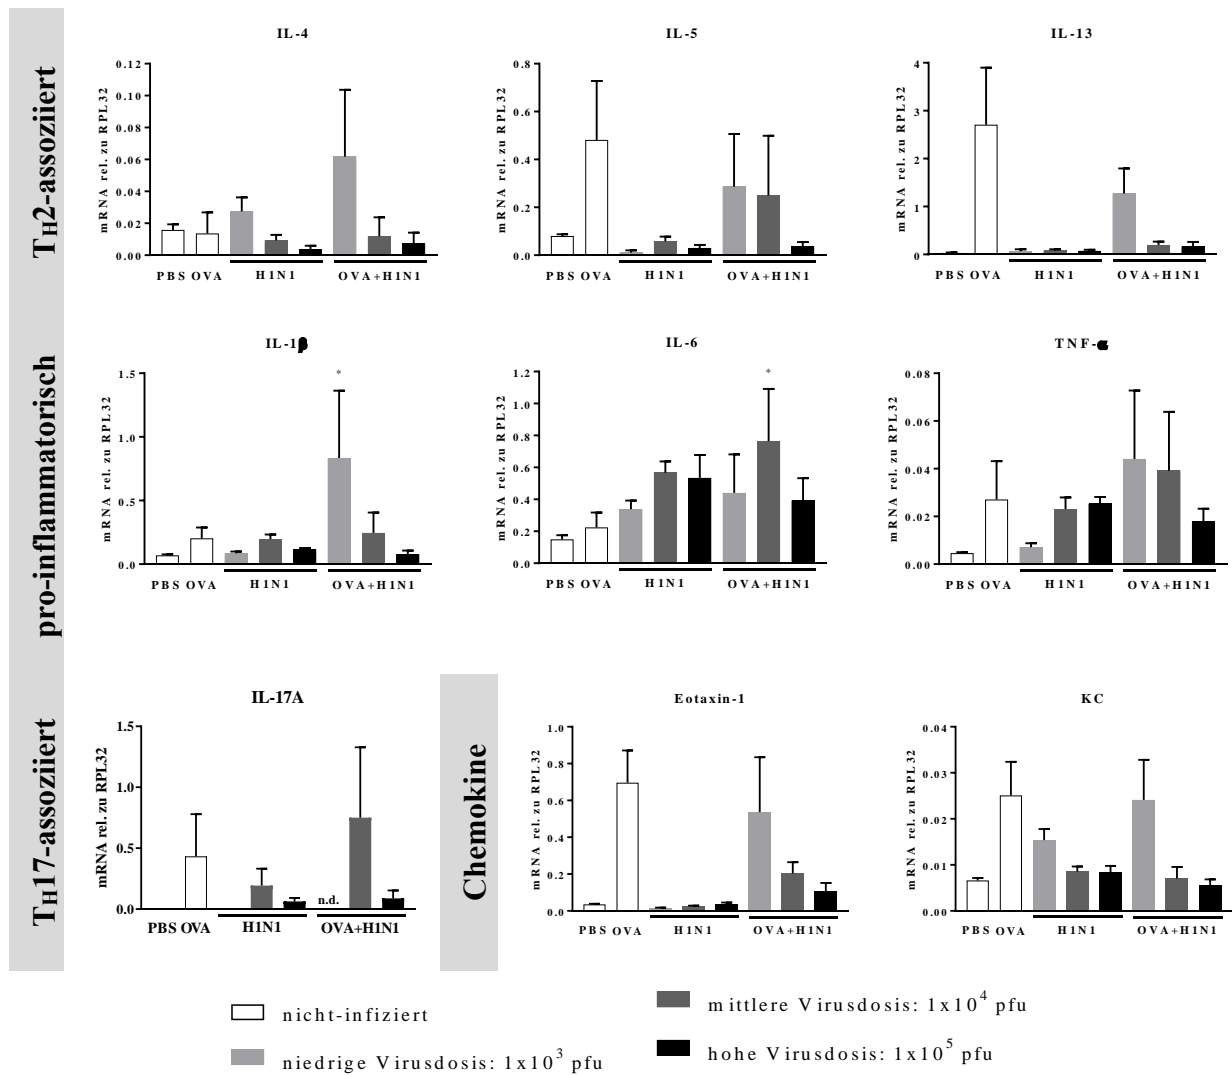 T_H2-assoziiert
IL-4
mRNA rel. zu RPL32
0.12
0.10
0.08
0.06
0.04
0.02
0.00
PBS OVA H1N1 OVA+H1N1
IL-5
mRNA rel. zu RPL32
0.8
0.6
0.4
0.2
0.0
PBS OVA H1N1 OVA+H1N1
IL-13
mRNA rel. zu RPL32
4
3
2
1
0
PBS OVA H1N1 OVA+H1N1
pro-inflammatorisch
IL-1β
mRNA rel. zu RPL32
1.5
1.0
0.5
0.0
*
PBS OVA H1N1 OVA+H1N1
IL-6
mRNA rel. zu RPL32
1.2
1.0
0.8
0.6
0.4
0.2
0.0
*
PBS OVA H1N1 OVA+H1N1
TNF-α
mRNA rel. zu RPL32
0.08
0.06
0.04
0.02
0.00
PBS OVA H1N1 OVA+H1N1
T_H17-assoziiert
IL-17A
mRNA rel. zu RPL32
1.5
1.0
0.5
0.0
n.d.
PBS OVA H1N1 OVA+H1N1
Chemokine
Eotaxin-1
mRNA rel. zu RPL32
1.0
0.8
0.6
0.4
0.2
0.0
PBS OVA H1N1 OVA+H1N1
KC
mRNA rel. zu RPL32
0.04
0.03
0.02
0.01
0.00
PBS OVA H1N1 OVA+H1N1
nicht-infiziert
niedrige Virusdosis: 1x10³ pfu
mittlere Virusdosis: 1x10⁴ pfu
hohe Virusdosis: 1x10⁵ pfu